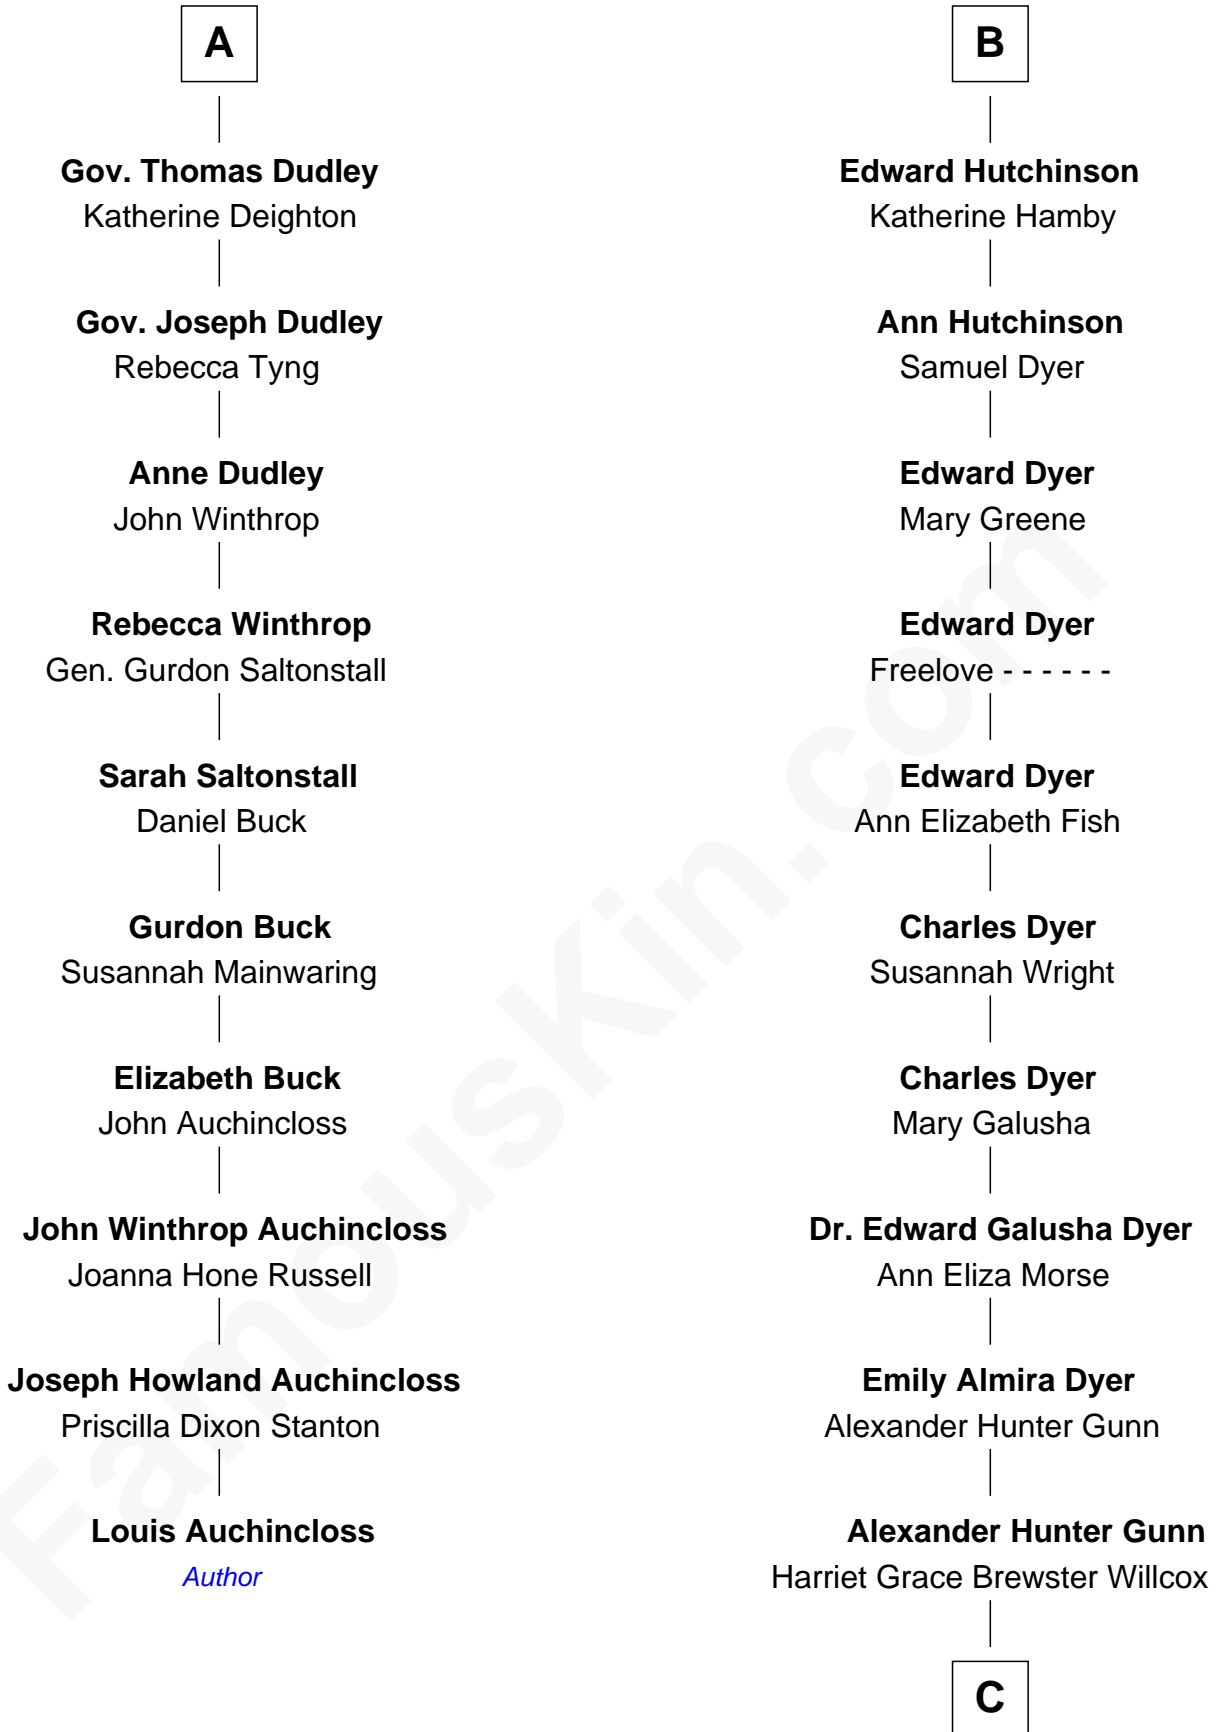 A
Gov. Thomas Dudley
Katherine Deighton
Gov. Joseph Dudley
Rebecca Tyng
Anne Dudley
John Winthrop
Rebecca Winthrop
Gen. Gurdon Saltonstall
Sarah Saltonstall
Daniel Buck
Gurdon Buck
Susannah Mainwaring
Elizabeth Buck
John Auchincloss
John Winthrop Auchincloss
Joanna Hone Russell
Joseph Howland Auchincloss
Priscilla Dixon Stanton
Louis Auchincloss
Author
B
Edward Hutchinson
Katherine Hamby
Ann Hutchinson
Samuel Dyer
Edward Dyer
Mary Greene
Edward Dyer
Freelove - - - - - -
Edward Dyer
Ann Elizabeth Fish
Charles Dyer
Susannah Wright
Charles Dyer
Mary Galusha
Dr. Edward Galusha Dyer
Ann Eliza Morse
Emily Almira Dyer
Alexander Hunter Gunn
Alexander Hunter Gunn
Harriet Grace Brewster Willcox
C
FamousKin.com